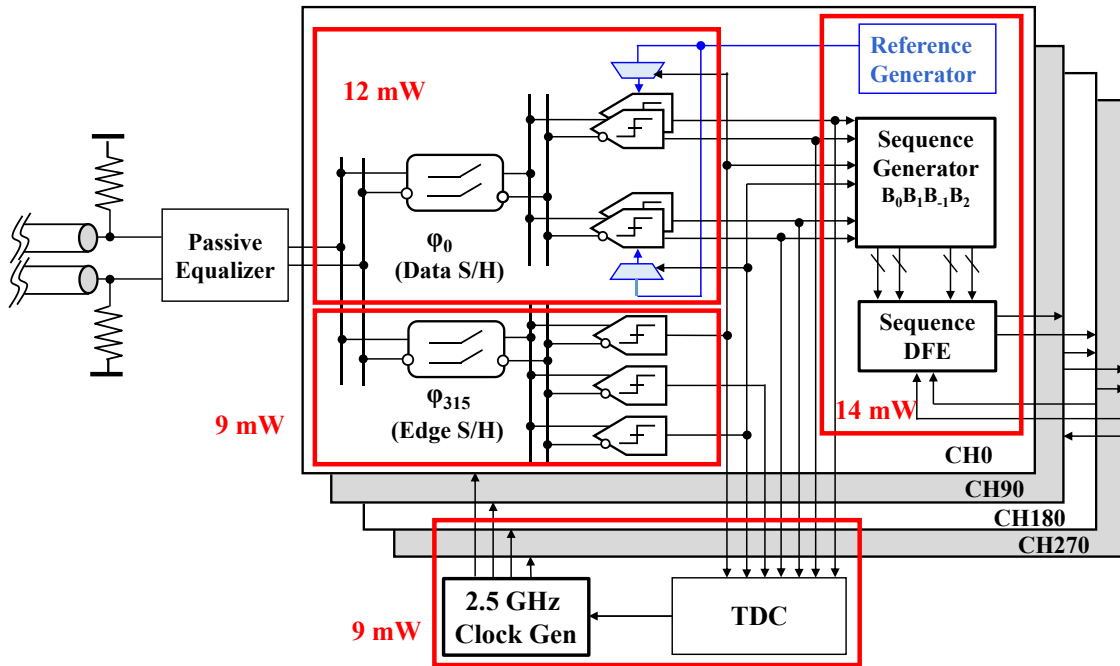 12 mW
Reference
Generator
Sequence
Generator
B₀B₁B₋₁B₂
Passive
Equalizer
φ₀
(Data S/H)
Sequence
DFE
φ₃₁₅
(Edge S/H)
9 mW
14 mW
CH0
CH90
CH180
CH270
2.5 GHz
Clock Gen
TDC
9 mW